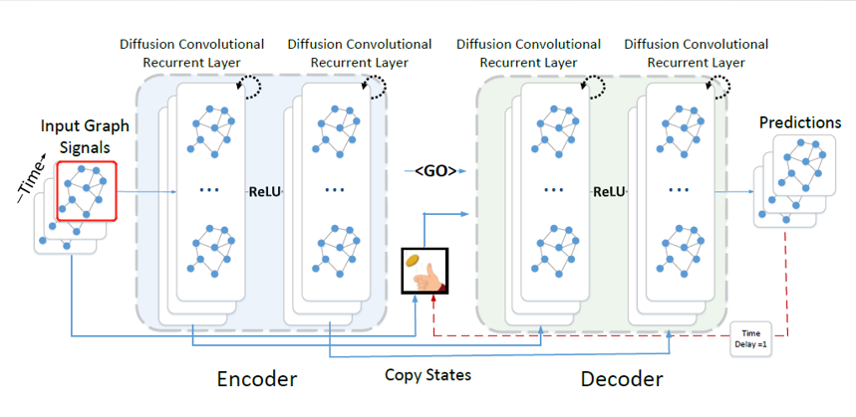 Diffusion Convolutional
Recurrent Layer
Diffusion Convolutional
Recurrent Layer
Diffusion Convolutional
Recurrent Layer
Diffusion Convolutional
Recurrent Layer
Input Graph
Signals
Predictions
Time
...
...
...
...
<GO>
ReLU
ReLU
Time
Delay =1
Encoder
Copy States
Decoder